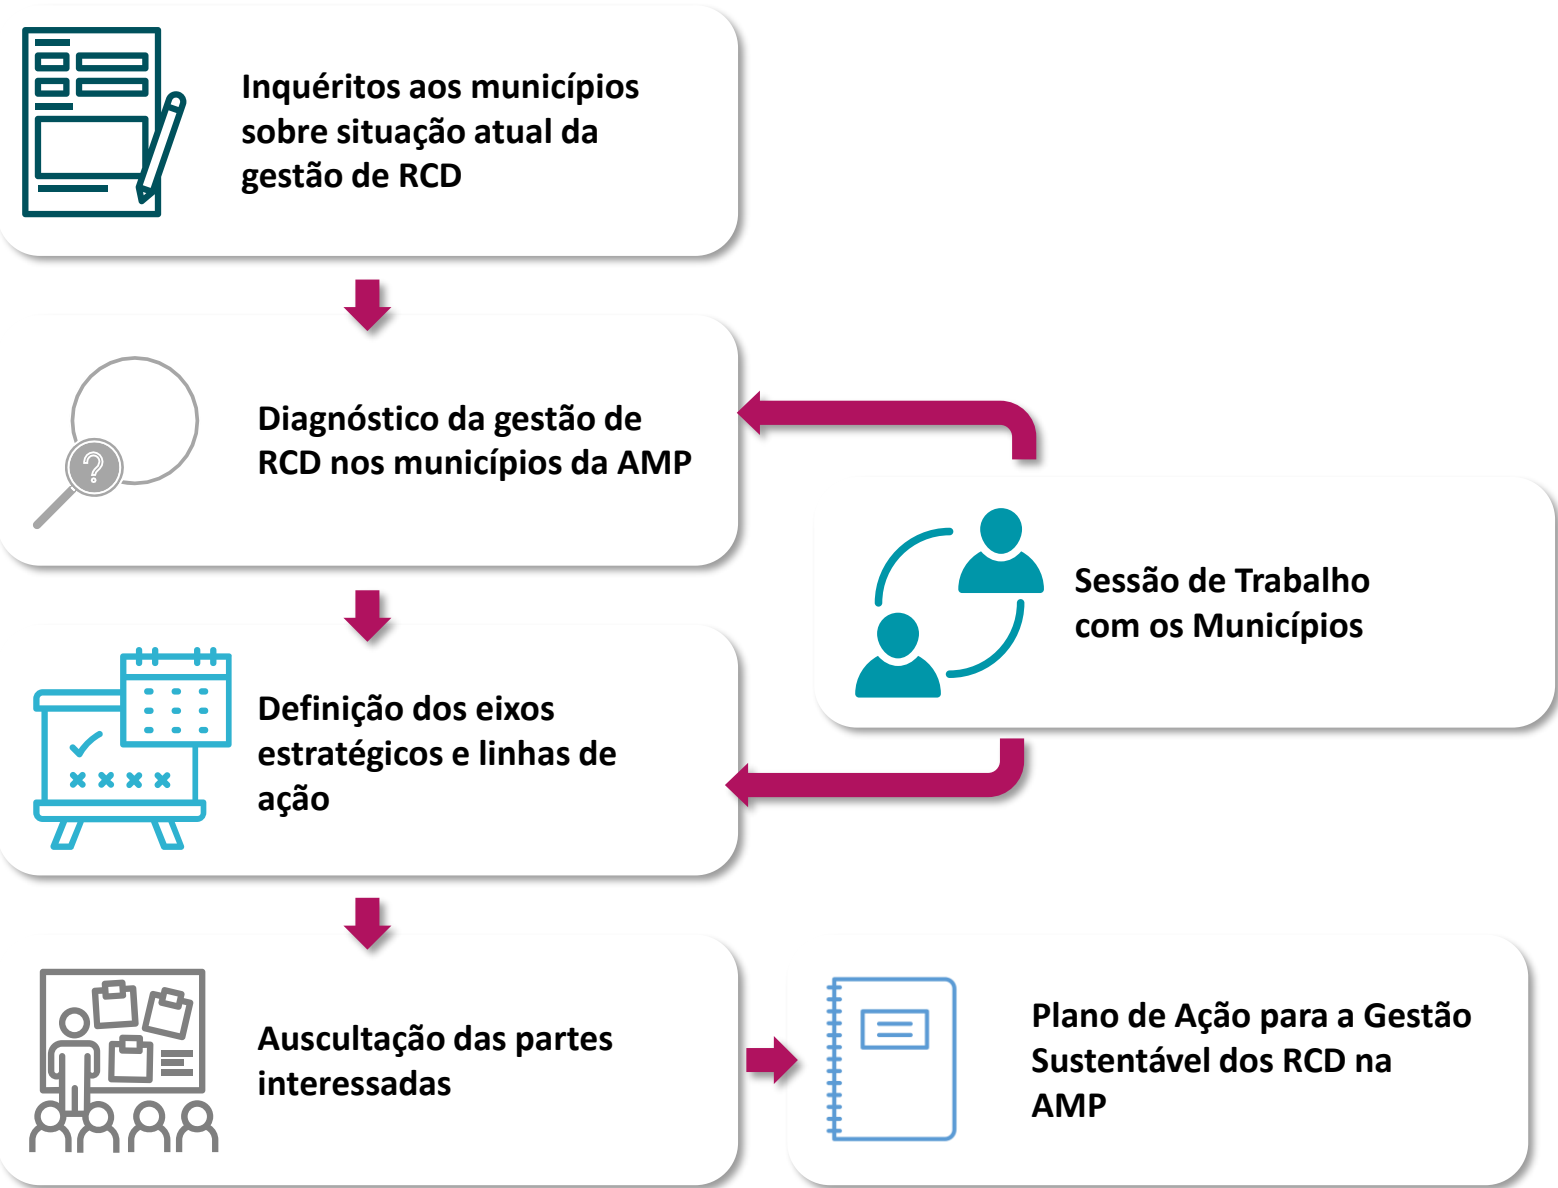 Inquéritos aos municípios
sobre situação atual da
gestão de RCD
Diagnóstico da gestão de
RCD nos municípios da AMP
?
Sessão de Trabalho
com os Municípios
Definição dos eixos
estratégicos e linhas de
ação
Auscultação das partes
interessadas
Plano de Ação para a Gestão
Sustentável dos RCD na
AMP